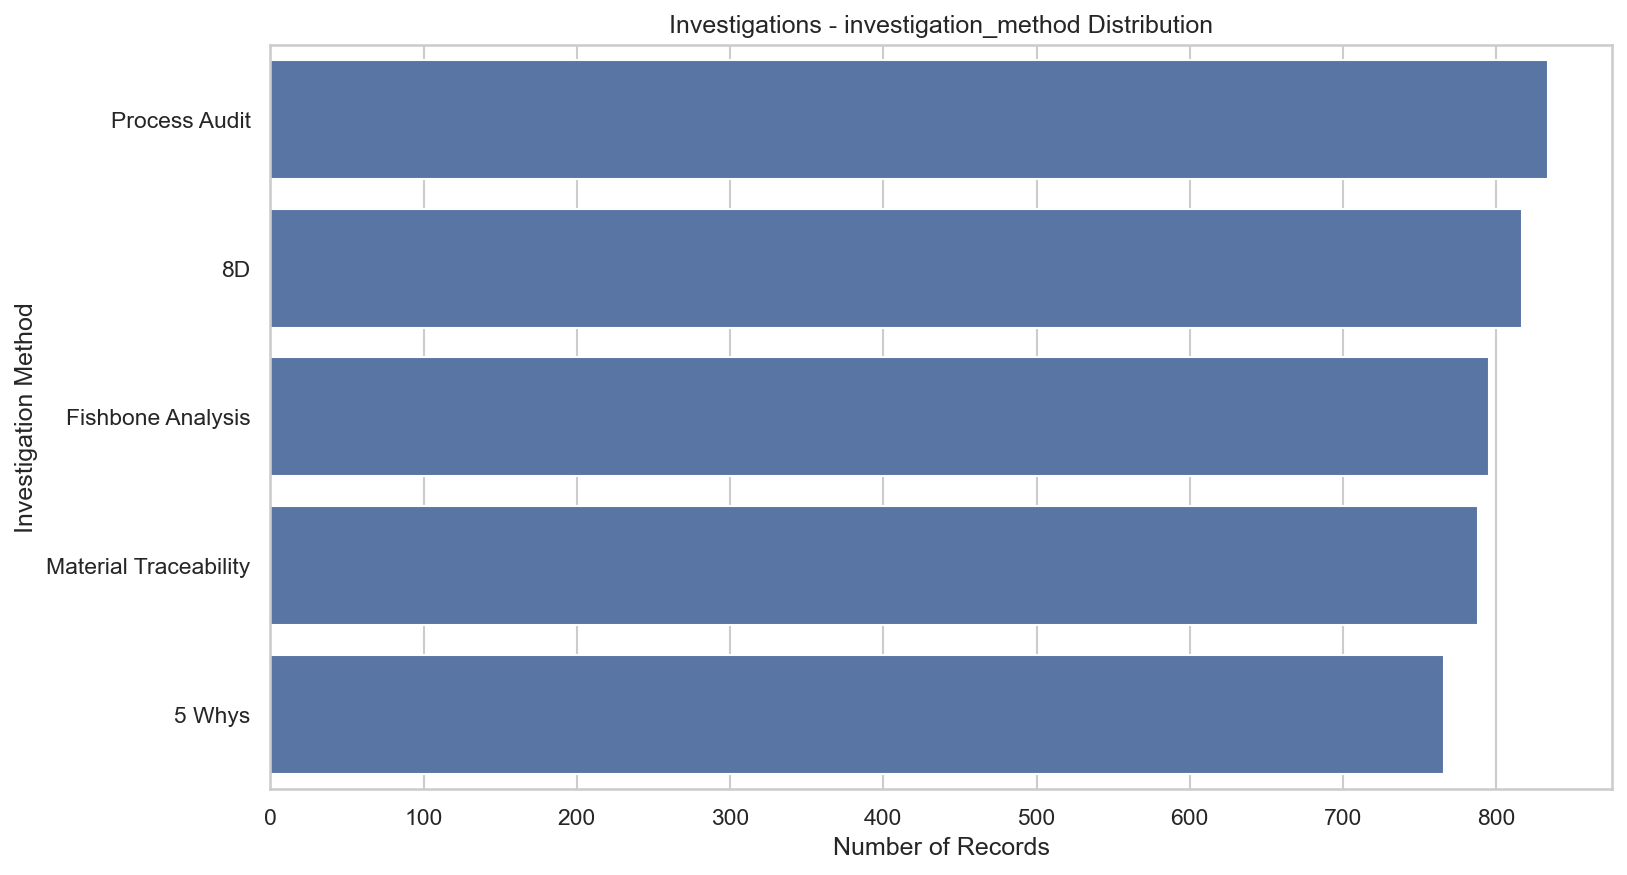 Investigations - investigation_method Distribution
Investigation Method
Process Audit
8D
Fishbone Analysis
Material Traceability
5 Whys
0 100 200 300 400 500 600 700 800
Number of Records